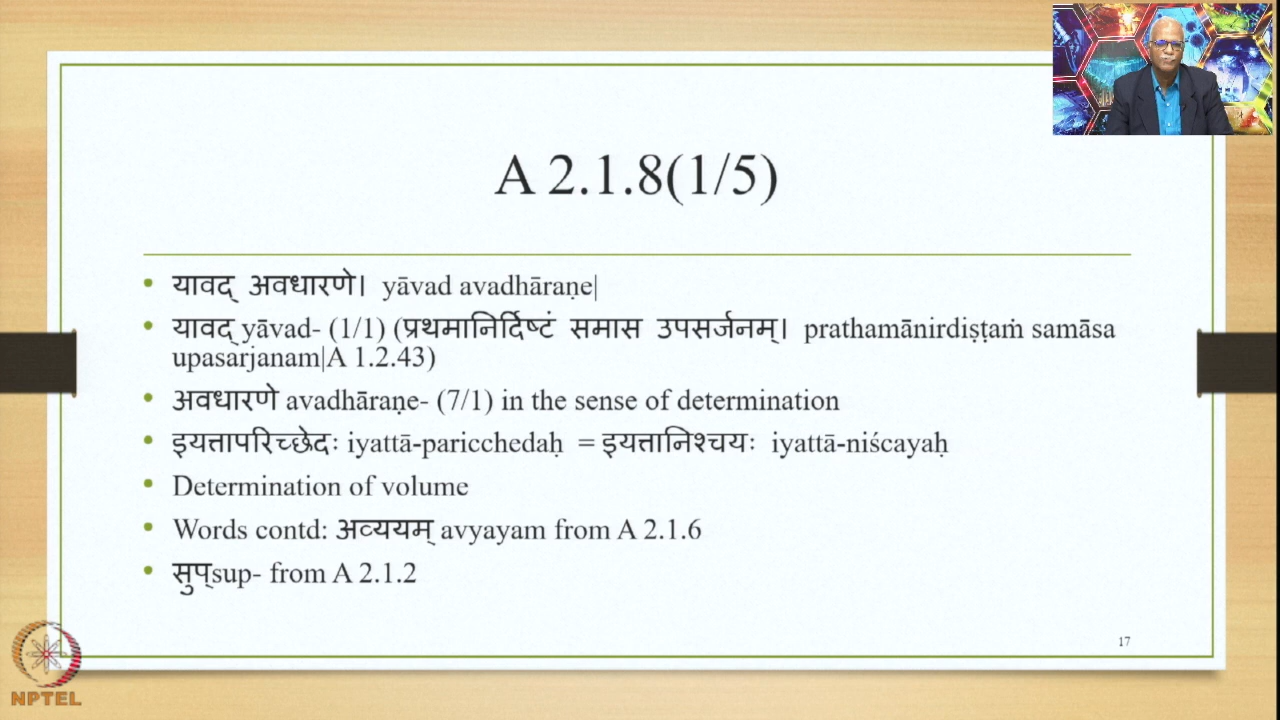 A 2.1.8(1/5)
यावद् अवधारणे। yāvad avadhāraṇe|
यावद् yāvad- (1/1) (प्रथमानिर्दिष्टं समास उपसर्जनम्। prathamānirdiṣṭaṁ samāsa
upasarjanam|A 1.2.43)
अवधारणे avadhāraṇe- (7/1) in the sense of determination
इयत्तापरिच्छेदः iyattā-paricchedaḥ = इयत्तानिश्चयः iyattā-niścayaḥ
Determination of volume
Words contd: अव्ययम् avyayam from A 2.1.6
सुप्sup- from A 2.1.2
17
NPTEL